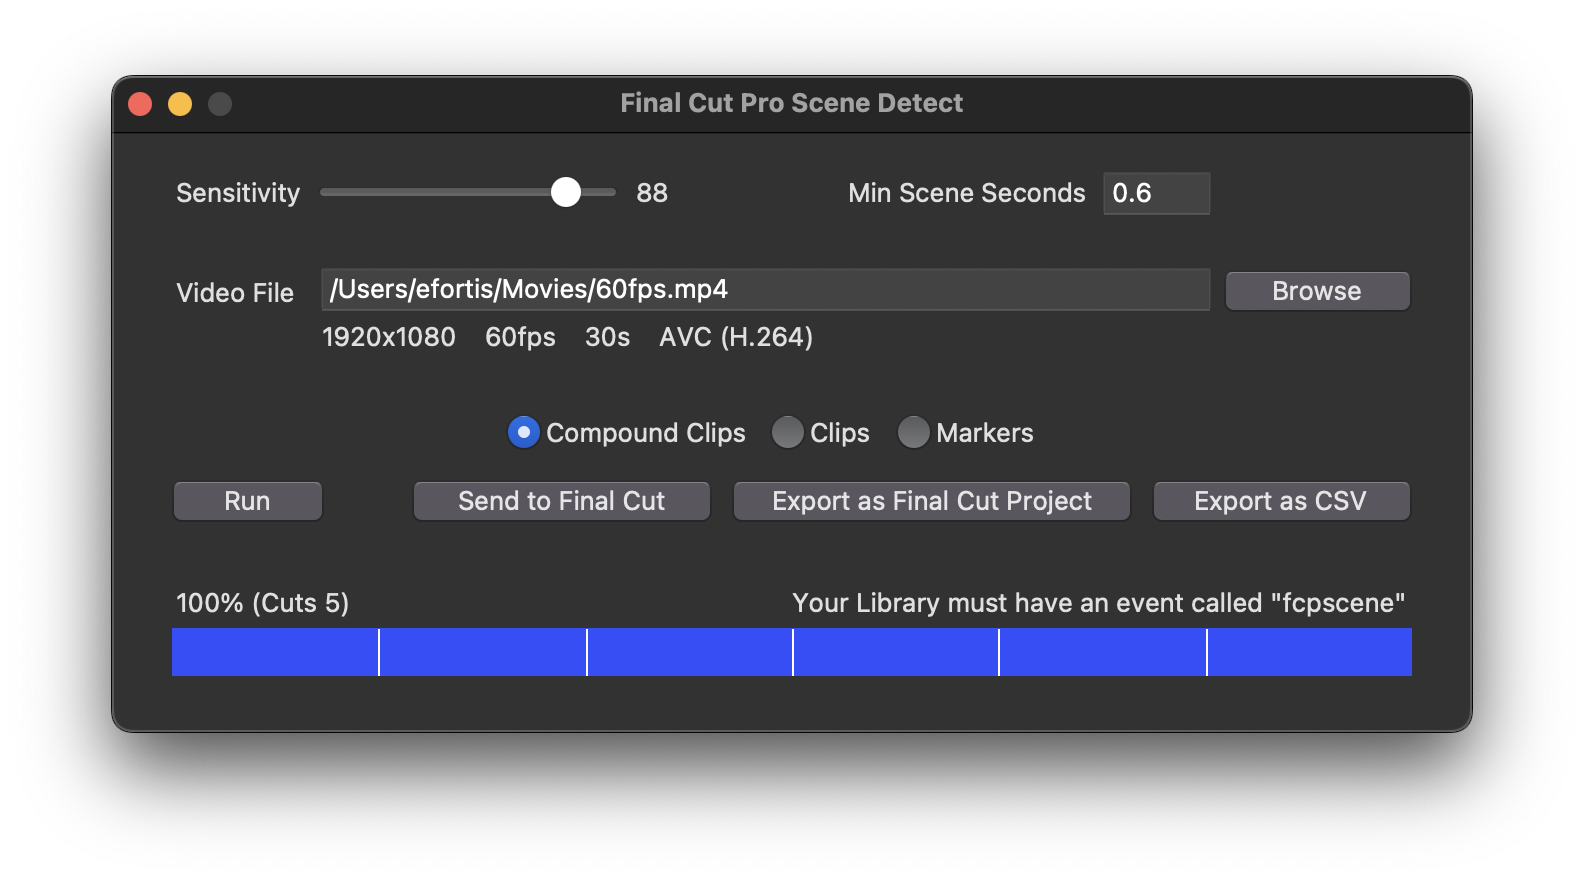 Final Cut Pro Scene Detect
Sensitivity 88 Min Scene Seconds 0.6
Video File /Users/efortis/Movies/60fps.mp4 Browse
1920x1080 60fps 30s AVC (H.264)
Compound Clips Clips Markers
Run Send to Final Cut Export as Final Cut Project Export as CSV
100% (Cuts 5) Your Library must have an event called "fcpscene"